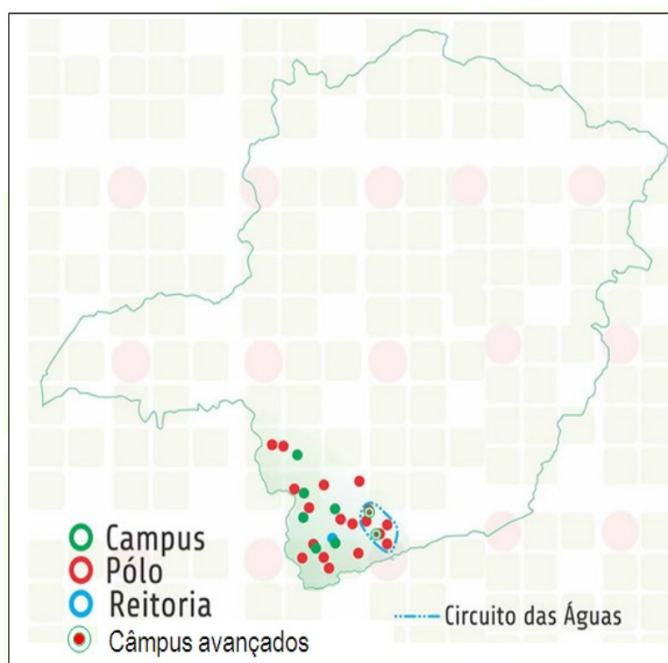 Campus
Pólo
Reitoria
Câmpus avançados
Circuito das Águas